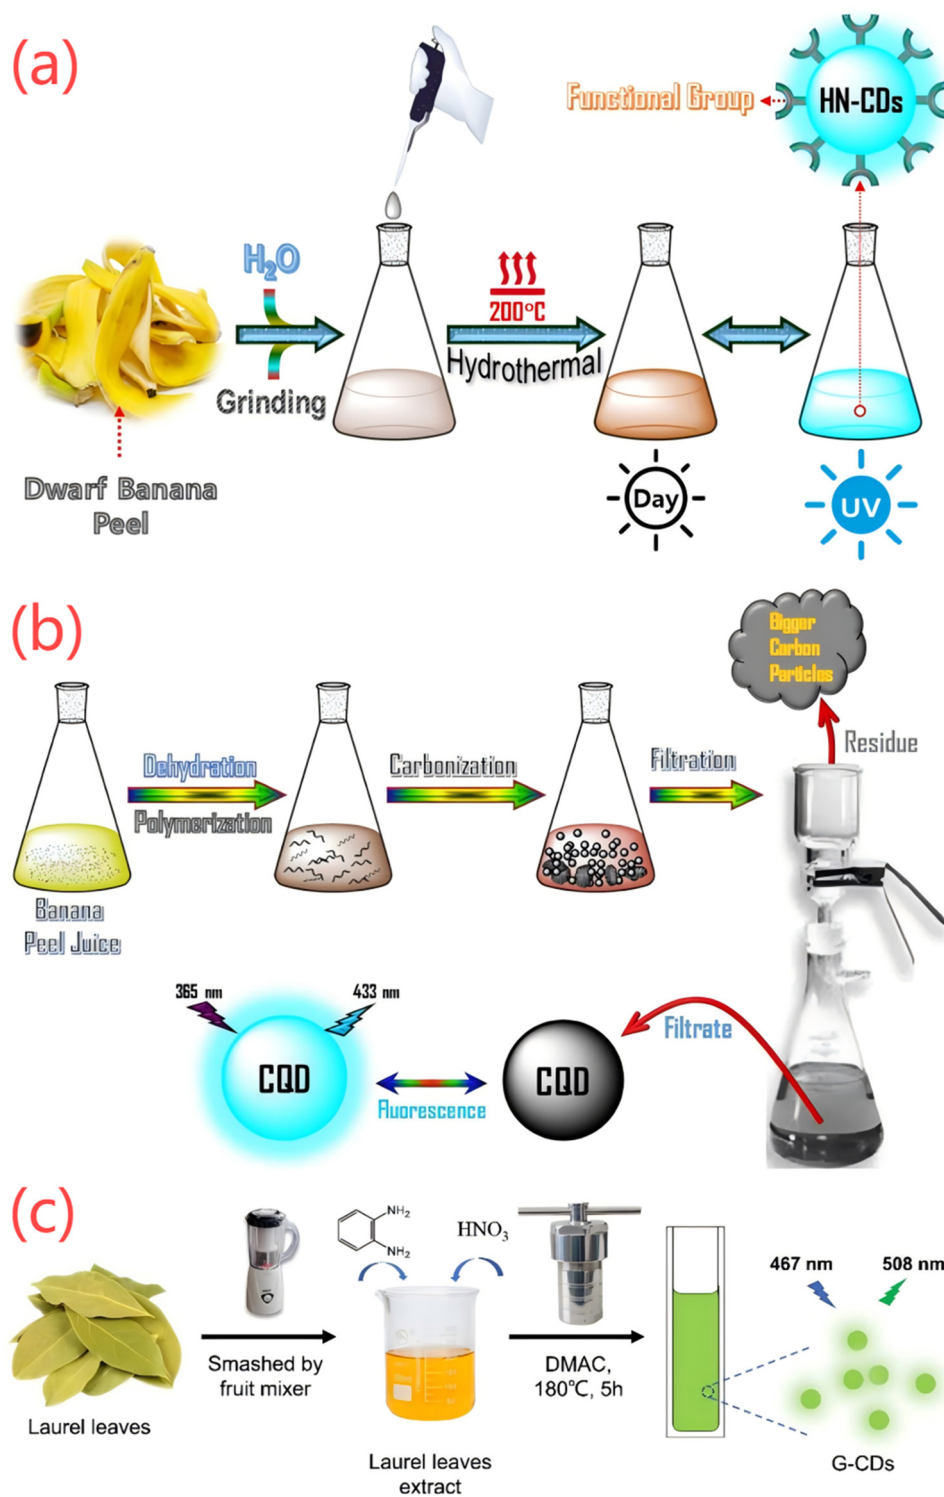 (a)
Functional Group
HN-CDs
H₂O
Grinding
200°C
Hydrothermal
Dwarf Banana
Peel
Day
UV
(b)
Bigger
Carbon
Particles
Residue
Dehydration
Polymerization
Carbonization
Filtration
Banana
Peel Juice
365 nm
433 nm
CQD
Fluorescence
CQD
Filtrate
(c)
NH₂
NH₂
HNO₃
467 nm
508 nm
Smashed by
fruit mixer
DMAC,
180℃, 5h
Laurel leaves
Laurel leaves
extract
G-CDs